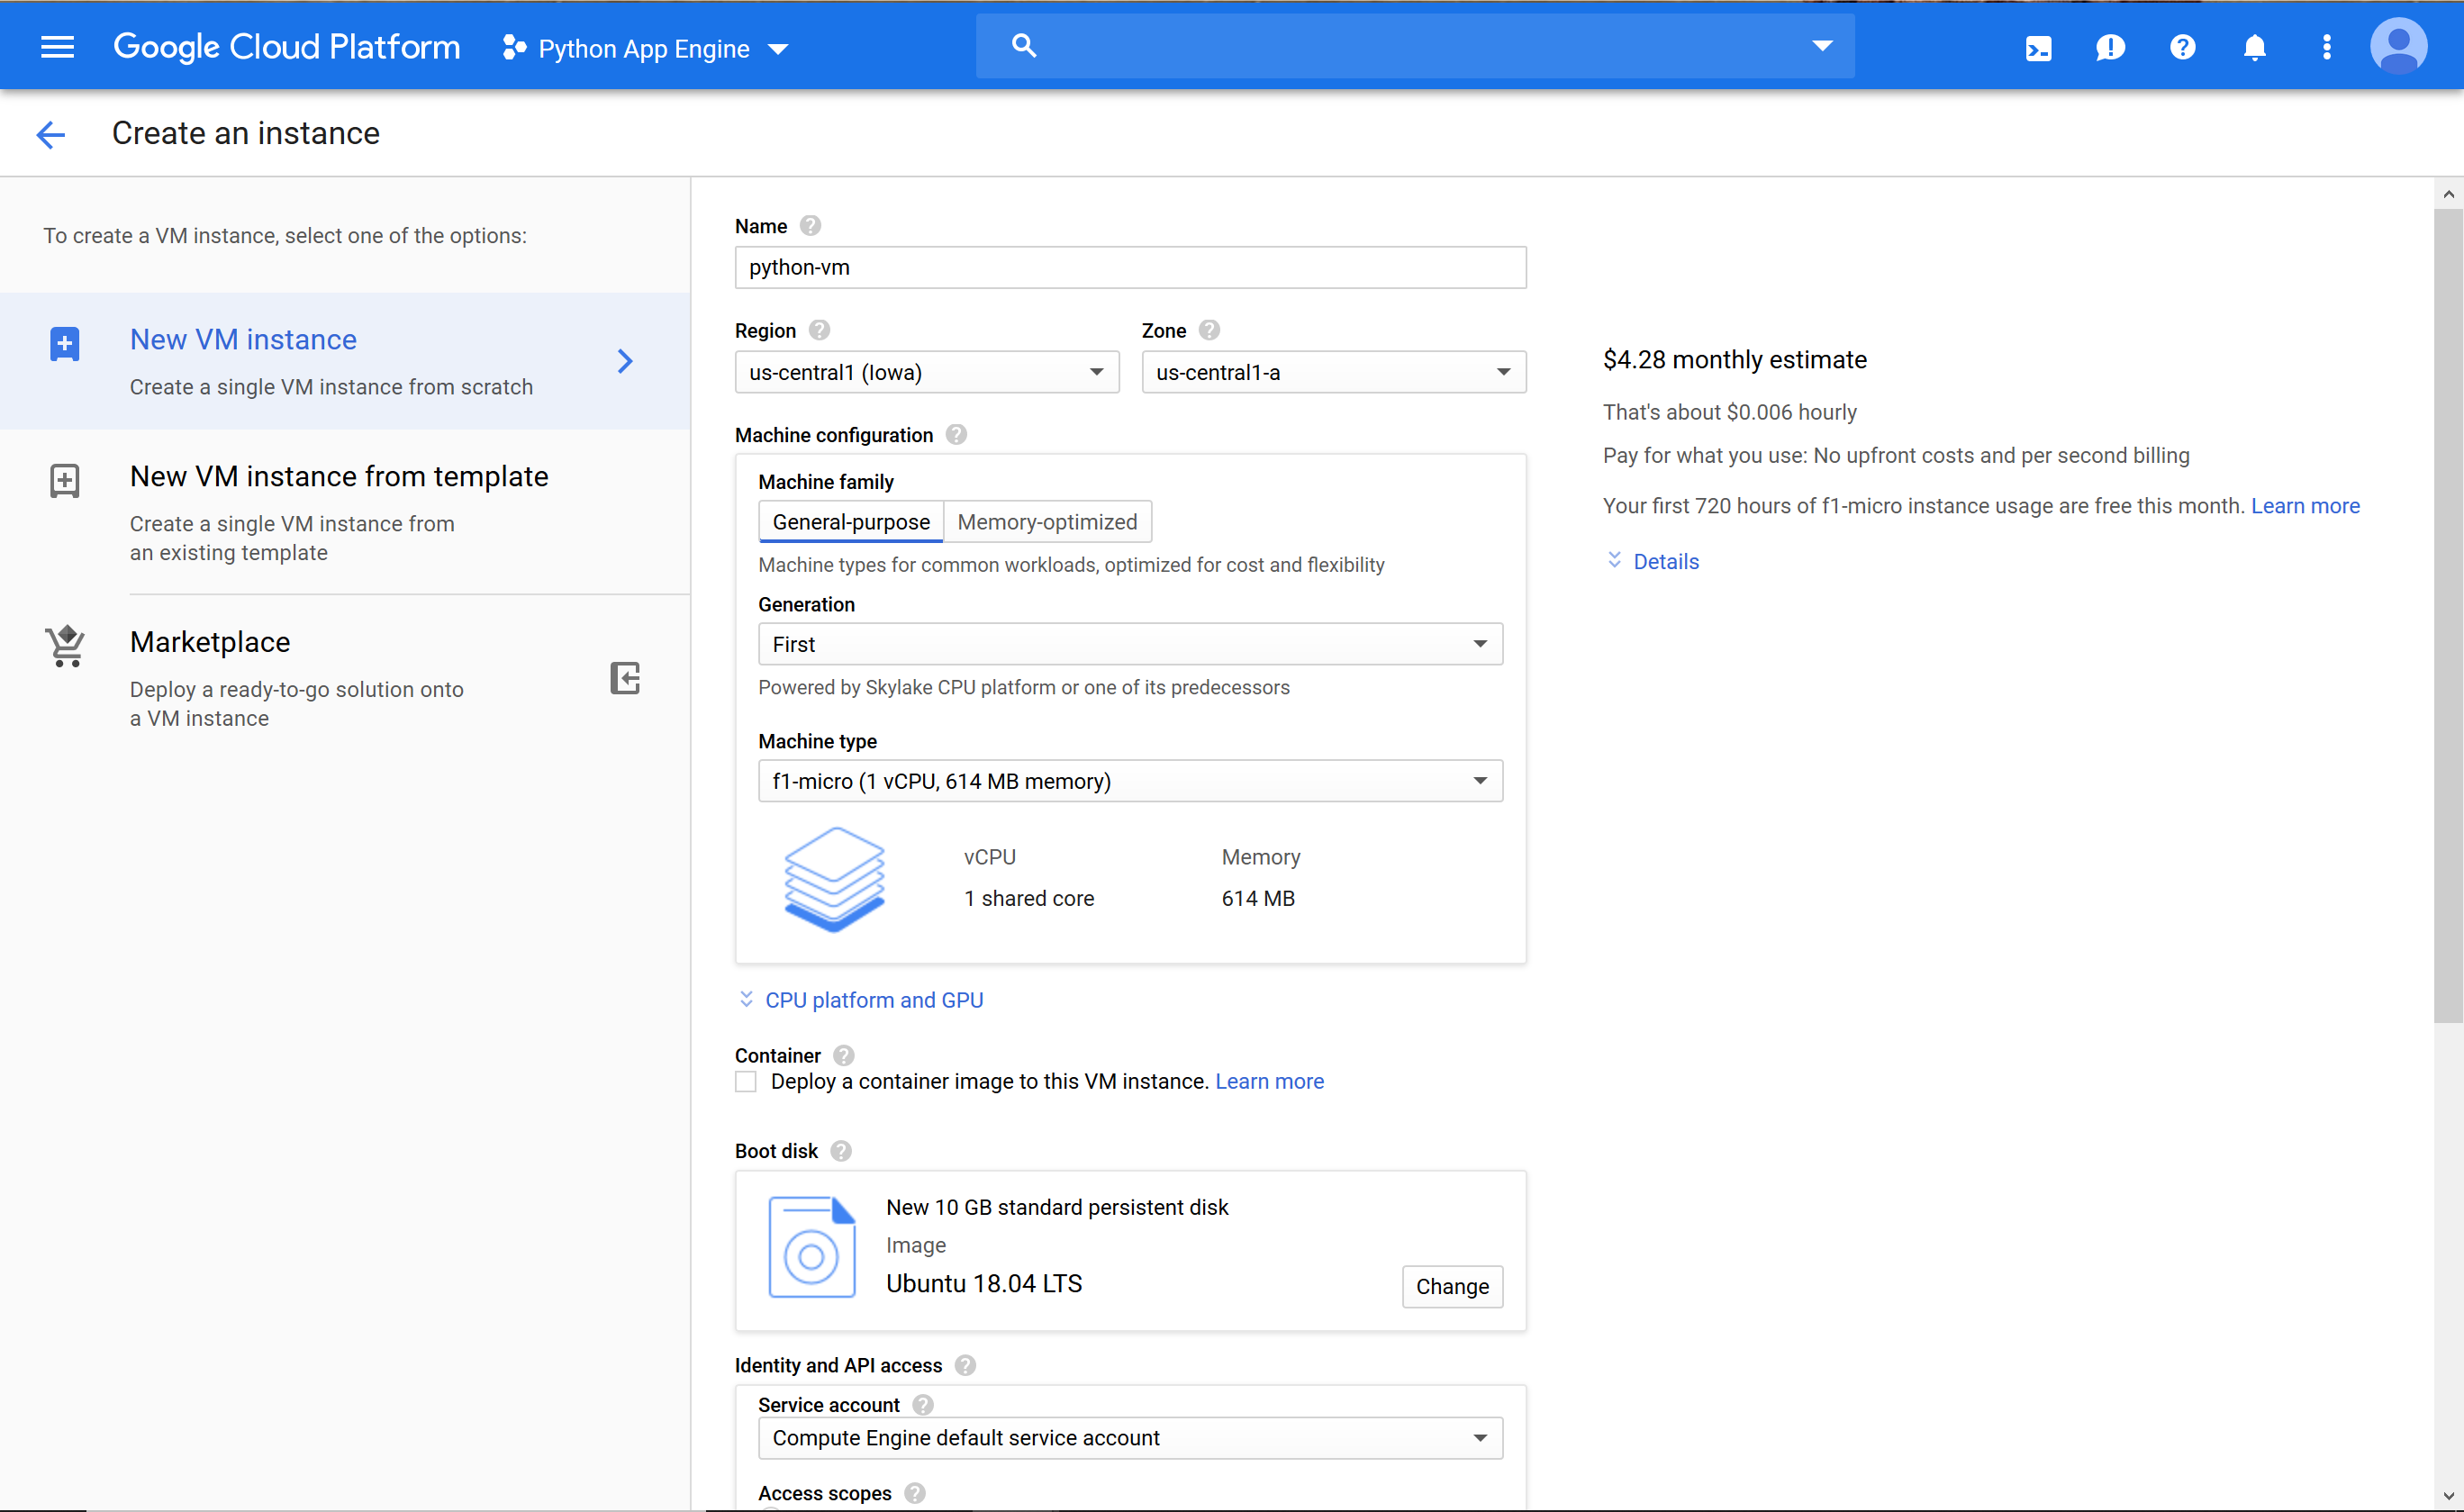 Google Cloud Platform
Python App Engine
Create an instance
To create a VM instance, select one of the options:
New VM instance
Create a single VM instance from scratch
New VM instance from template
Create a single VM instance from
an existing template
Marketplace
Deploy a ready-to-go solution onto
a VM instance
Name
python-vm
Region
Zone
us-central1 (Iowa)
us-central1-a
Machine configuration
Machine family
General-purpose
Memory-optimized
Machine types for common workloads, optimized for cost and flexibility
Generation
First
Powered by Skylake CPU platform or one of its predecessors
Machine type
f1-micro (1 vCPU, 614 MB memory)
vCPU
Memory
1 shared core
614 MB
CPU platform and GPU
Container
Deploy a container image to this VM instance. Learn more
Boot disk
New 10 GB standard persistent disk
Image
Ubuntu 18.04 LTS
Change
Identity and API access
Service account
Compute Engine default service account
Access scopes
$4.28 monthly estimate
That's about $0.006 hourly
Pay for what you use: No upfront costs and per second billing
Your first 720 hours of f1-micro instance usage are free this month. Learn more
Details